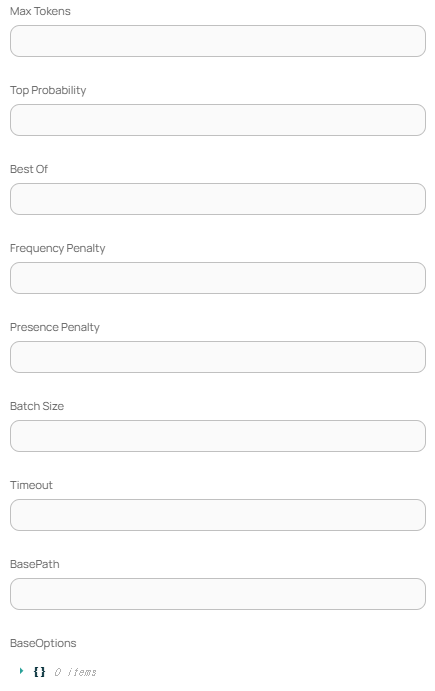 Max Tokens
Top Probability
Best Of
Frequency Penalty
Presence Penalty
Batch Size
Timeout
BasePath
BaseOptions
{} 0 items